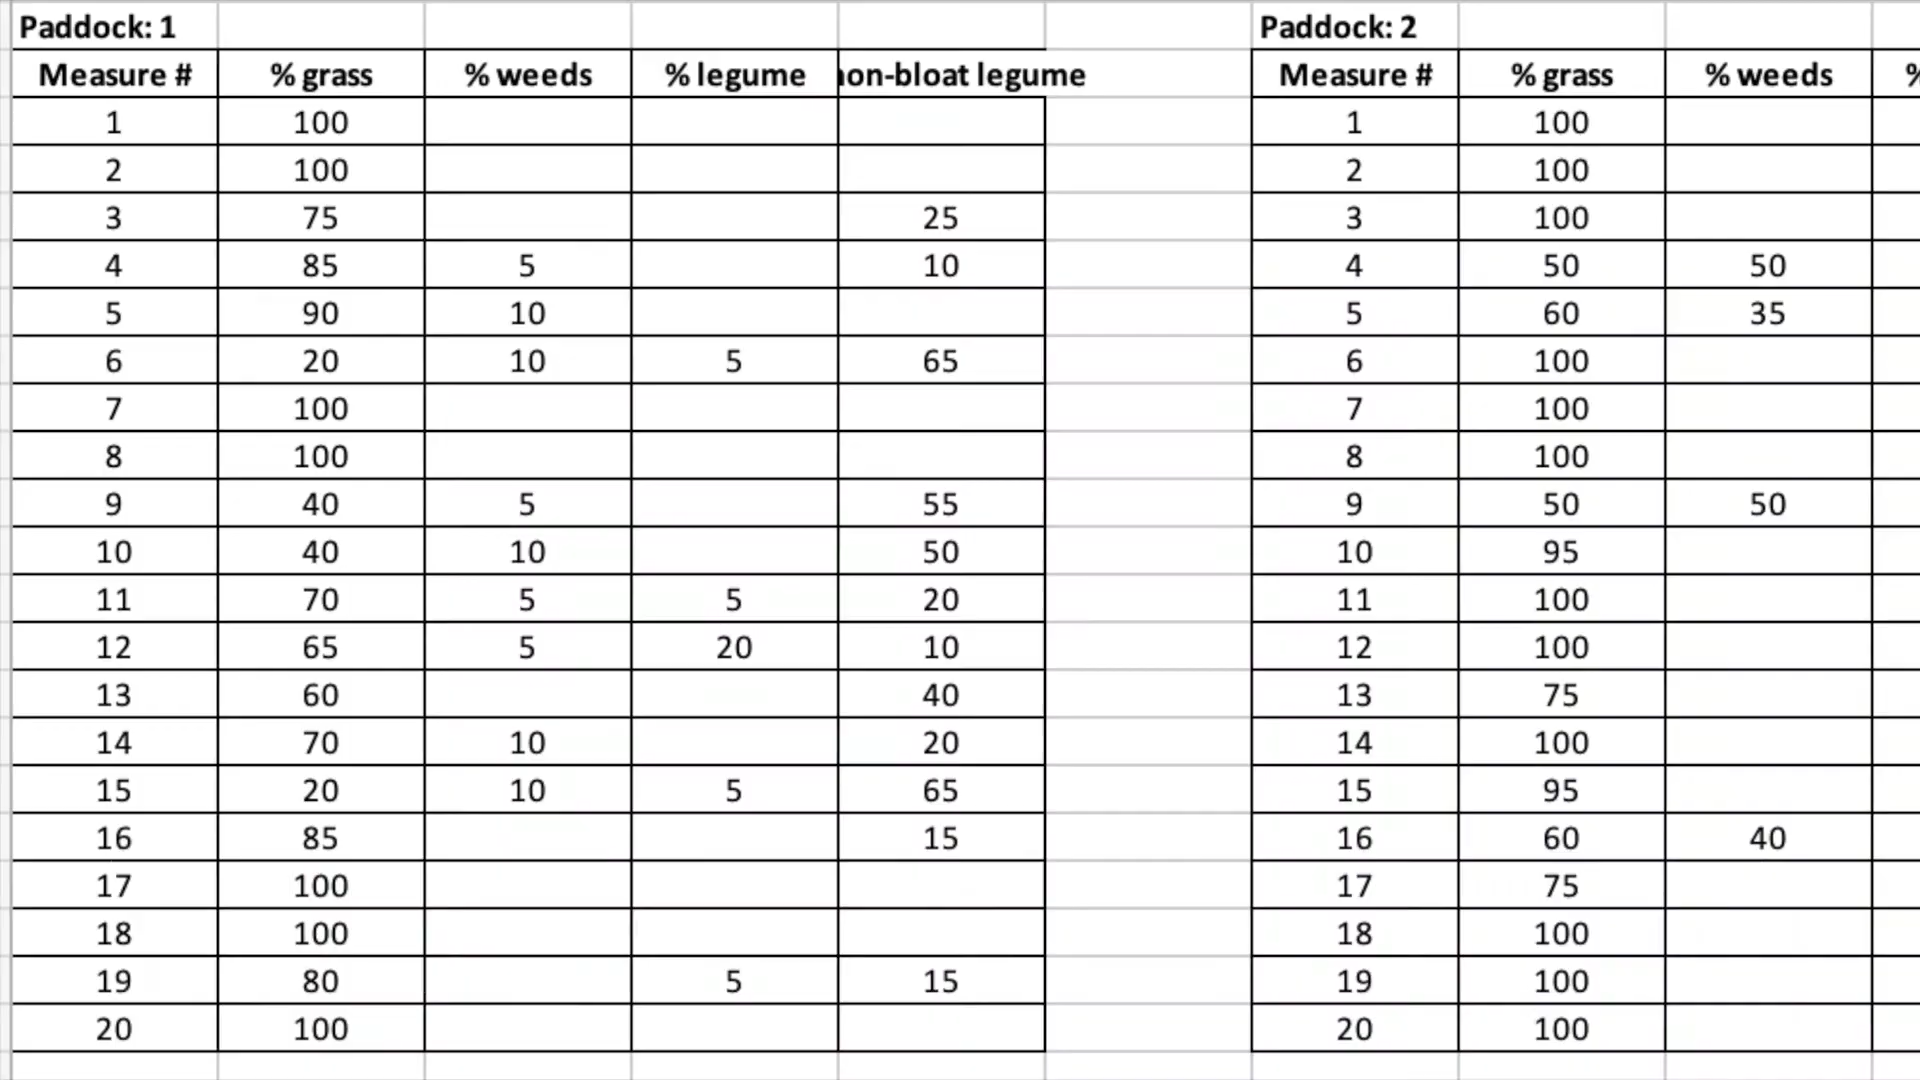 Paddock: 1 Paddock: 2
Measure # % grass % weeds % legume non-bloat legume Measure # % grass % weeds %
1 100 1 100
2 100 2 100
3 75 25 3 100
4 85 5 10 4 50 50
5 90 10 5 60 35
6 20 10 5 65 6 100
7 100 7 100
8 100 8 100
9 40 5 55 9 50 50
10 40 10 50 10 95
11 70 5 5 20 11 100
12 65 5 20 10 12 100
13 60 40 13 75
14 70 10 20 14 100
15 20 10 5 65 15 95
16 85 15 16 60 40
17 100 17 75
18 100 18 100
19 80 5 15 19 100
20 100 20 100